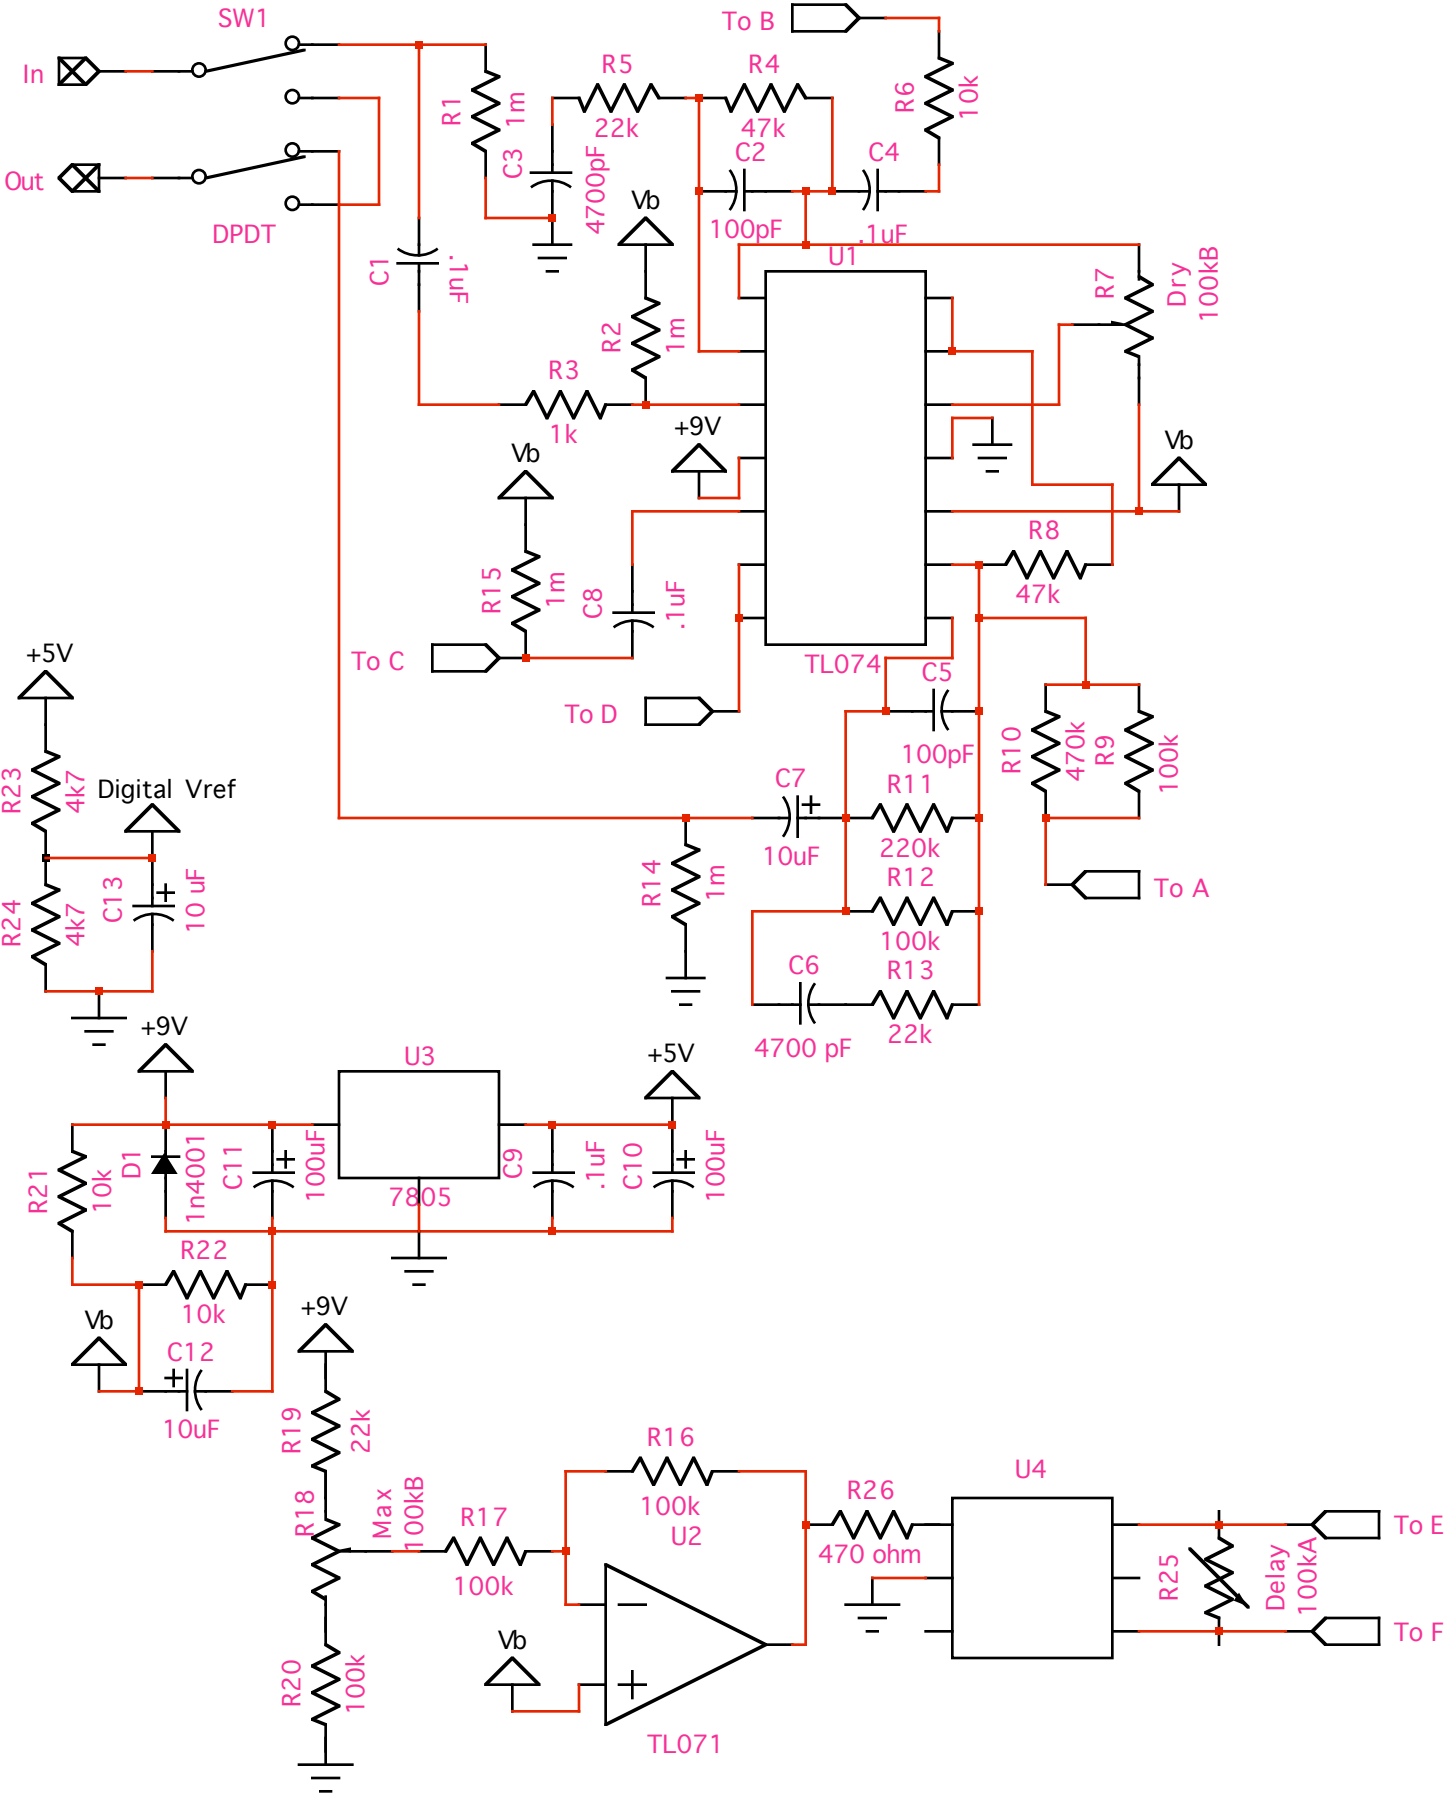 SW1
To B
In
R1
1m
R5
22k
R4
47k
R6
10k
C3
4700pF
C2
100pF
C4
.1uF
Out
DPDT
Vb
U1
C1
.1uF
R2
1m
R7
Dry
100kB
R3
1k
+9V
Vb
Vb
R15
1m
C8
.1uF
R8
47k
To C
TL074
To D
C5
100pF
R10
470k
R9
100k
+5V
R23
4k7
Digital Vref
R24
4k7
C13
10 uF
C7
10uF
R11
220k
R14
1m
R12
100k
To A
C6
4700 pF
R13
22k
+9V
U3
+5V
R21
10k
D1
1n4001
C11
100uF
7805
C9
.1uF
C10
100uF
R22
10k
Vb
C12
10uF
+9V
R19
22k
R18
Max
100kB
R17
100k
R16
100k
U2
R26
470 ohm
U4
To E
R25
Delay
100kA
To F
Vb
R20
100k
TL071